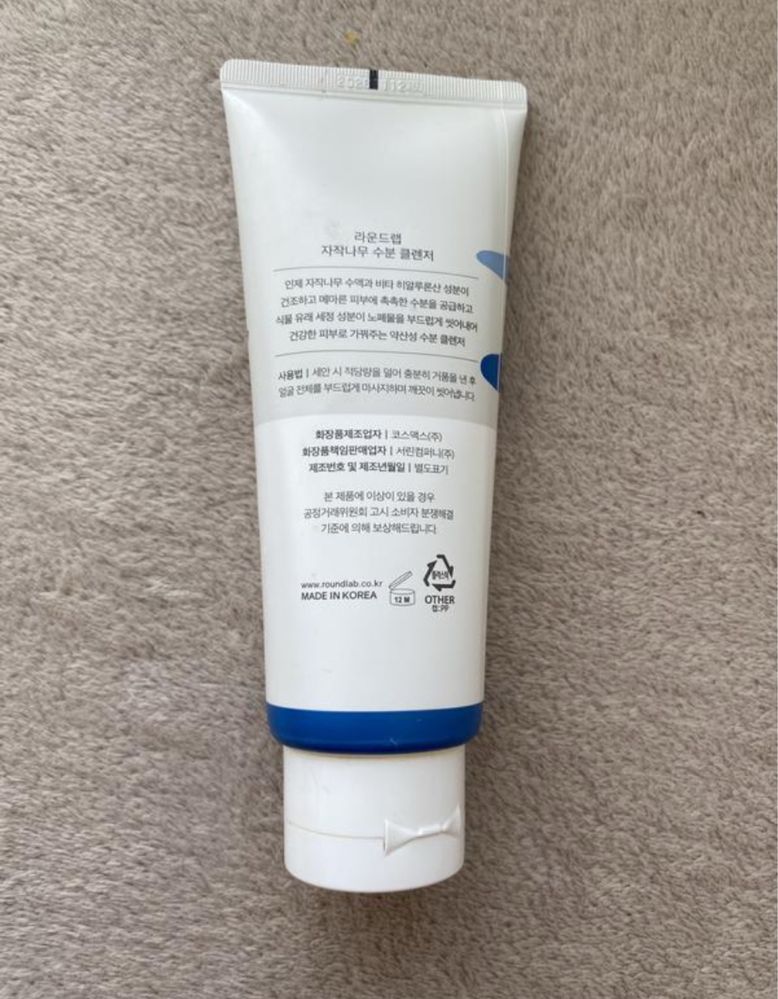 라운드랩
자작나무 수분 클렌저
인제 자작나무 수액과 비타 히알루론산 성분이
건조하고 메마른 피부에 촉촉한 수분을 공급하고
식물 유래 세정 성분이 노폐물을 부드럽게 씻어내어
건강한 피부로 가꿔주는 약산성 수분 클렌저
사용법 | 세안 시 적당량을 덜어 충분히 거품을 낸 후
얼굴 전체를 부드럽게 마사지하며 깨끗이 씻어냅니다.
화장품제조업자 | 코스맥스(주)
화장품책임판매업자 | 서린컴퍼니(주)
제조번호 및 제조년월일 | 별도표기
본 제품에 이상이 있을 경우
공정거래위원회 고시 소비자 분쟁해결
기준에 의해 보상해드립니다.
www.roundlab.co.kr
MADE IN KOREA
12 M
플라스틱
OTHER
캡:PP